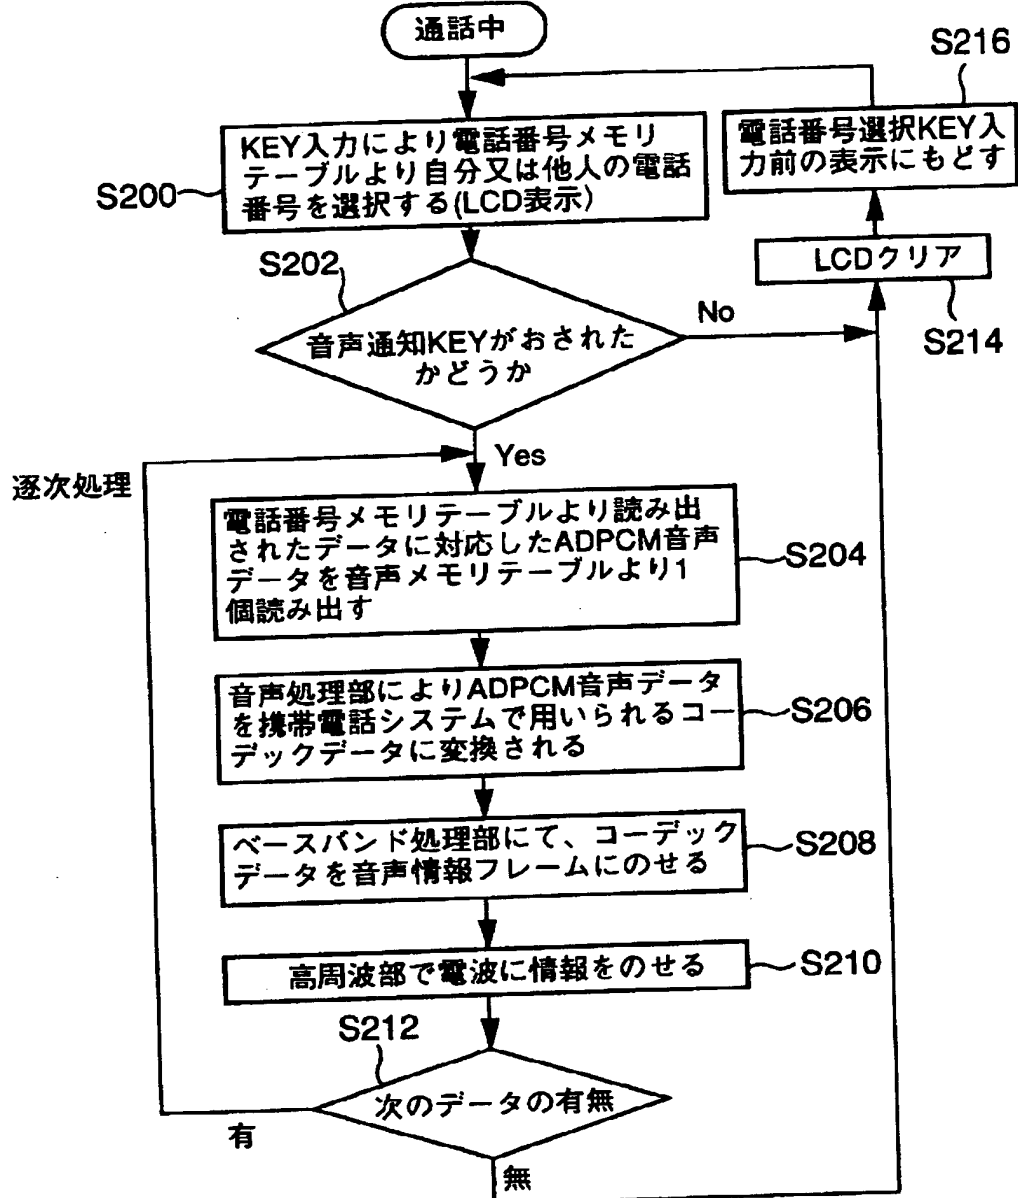 通話中
S216
KEY入力により電話番号メモリ
テーブルより自分又は他人の電話
番号を選択する(LCD表示)
S200
電話番号選択KEY入
力前の表示にもどす
LCDクリア
S214
S202
音声通知KEYがおされた
かどうか
No
Yes
逐次処理
電話番号メモリテーブルより読み出
されたデータに対応したADPCM音声
データを音声メモリテーブルより1
個読み出す
S204
音声処理部によりADPCM音声データ
を携帯電話システムで用いられるコー
デックデータに変換される
S206
ベースバンド処理部にて、コーデック
データを音声情報フレームにのせる
S208
高周波部で電波に情報をのせる
S210
S212
次のデータの有無
有
無